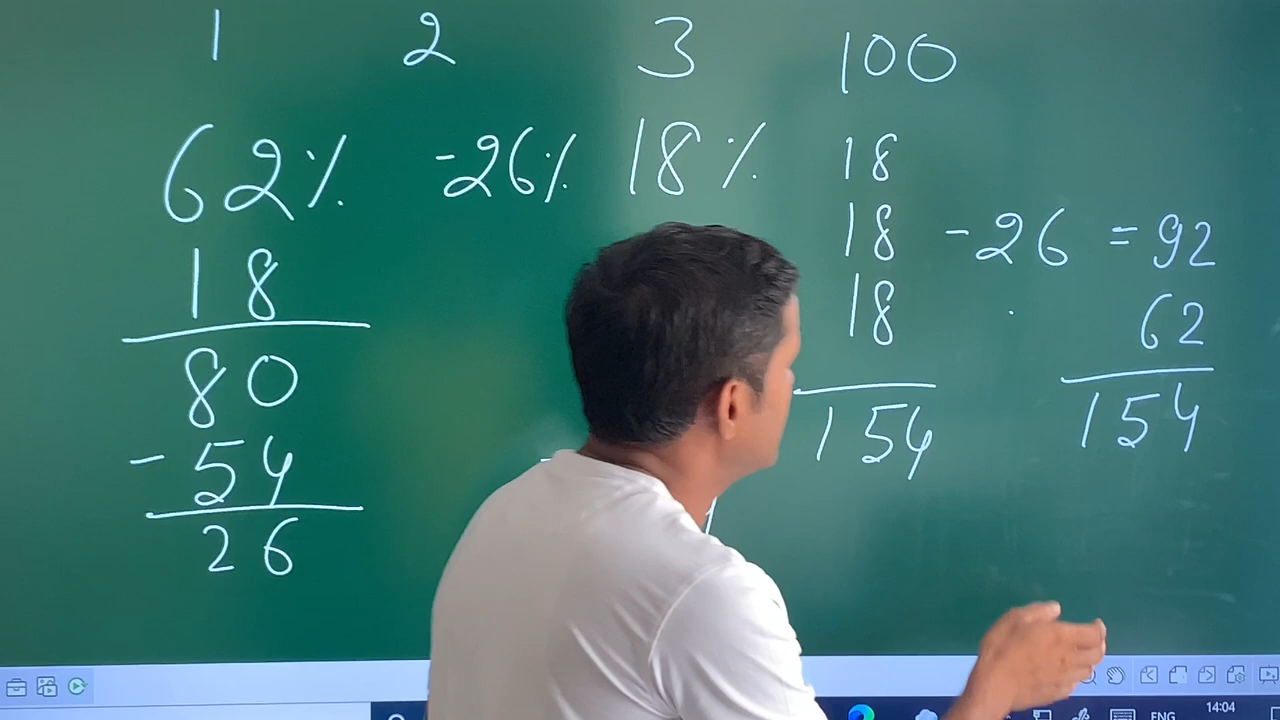 1 2 3 100
62% -26% 18% 18
18 18 -26 = 92
18 62
80 154 154
-54
26
ENG 14:04